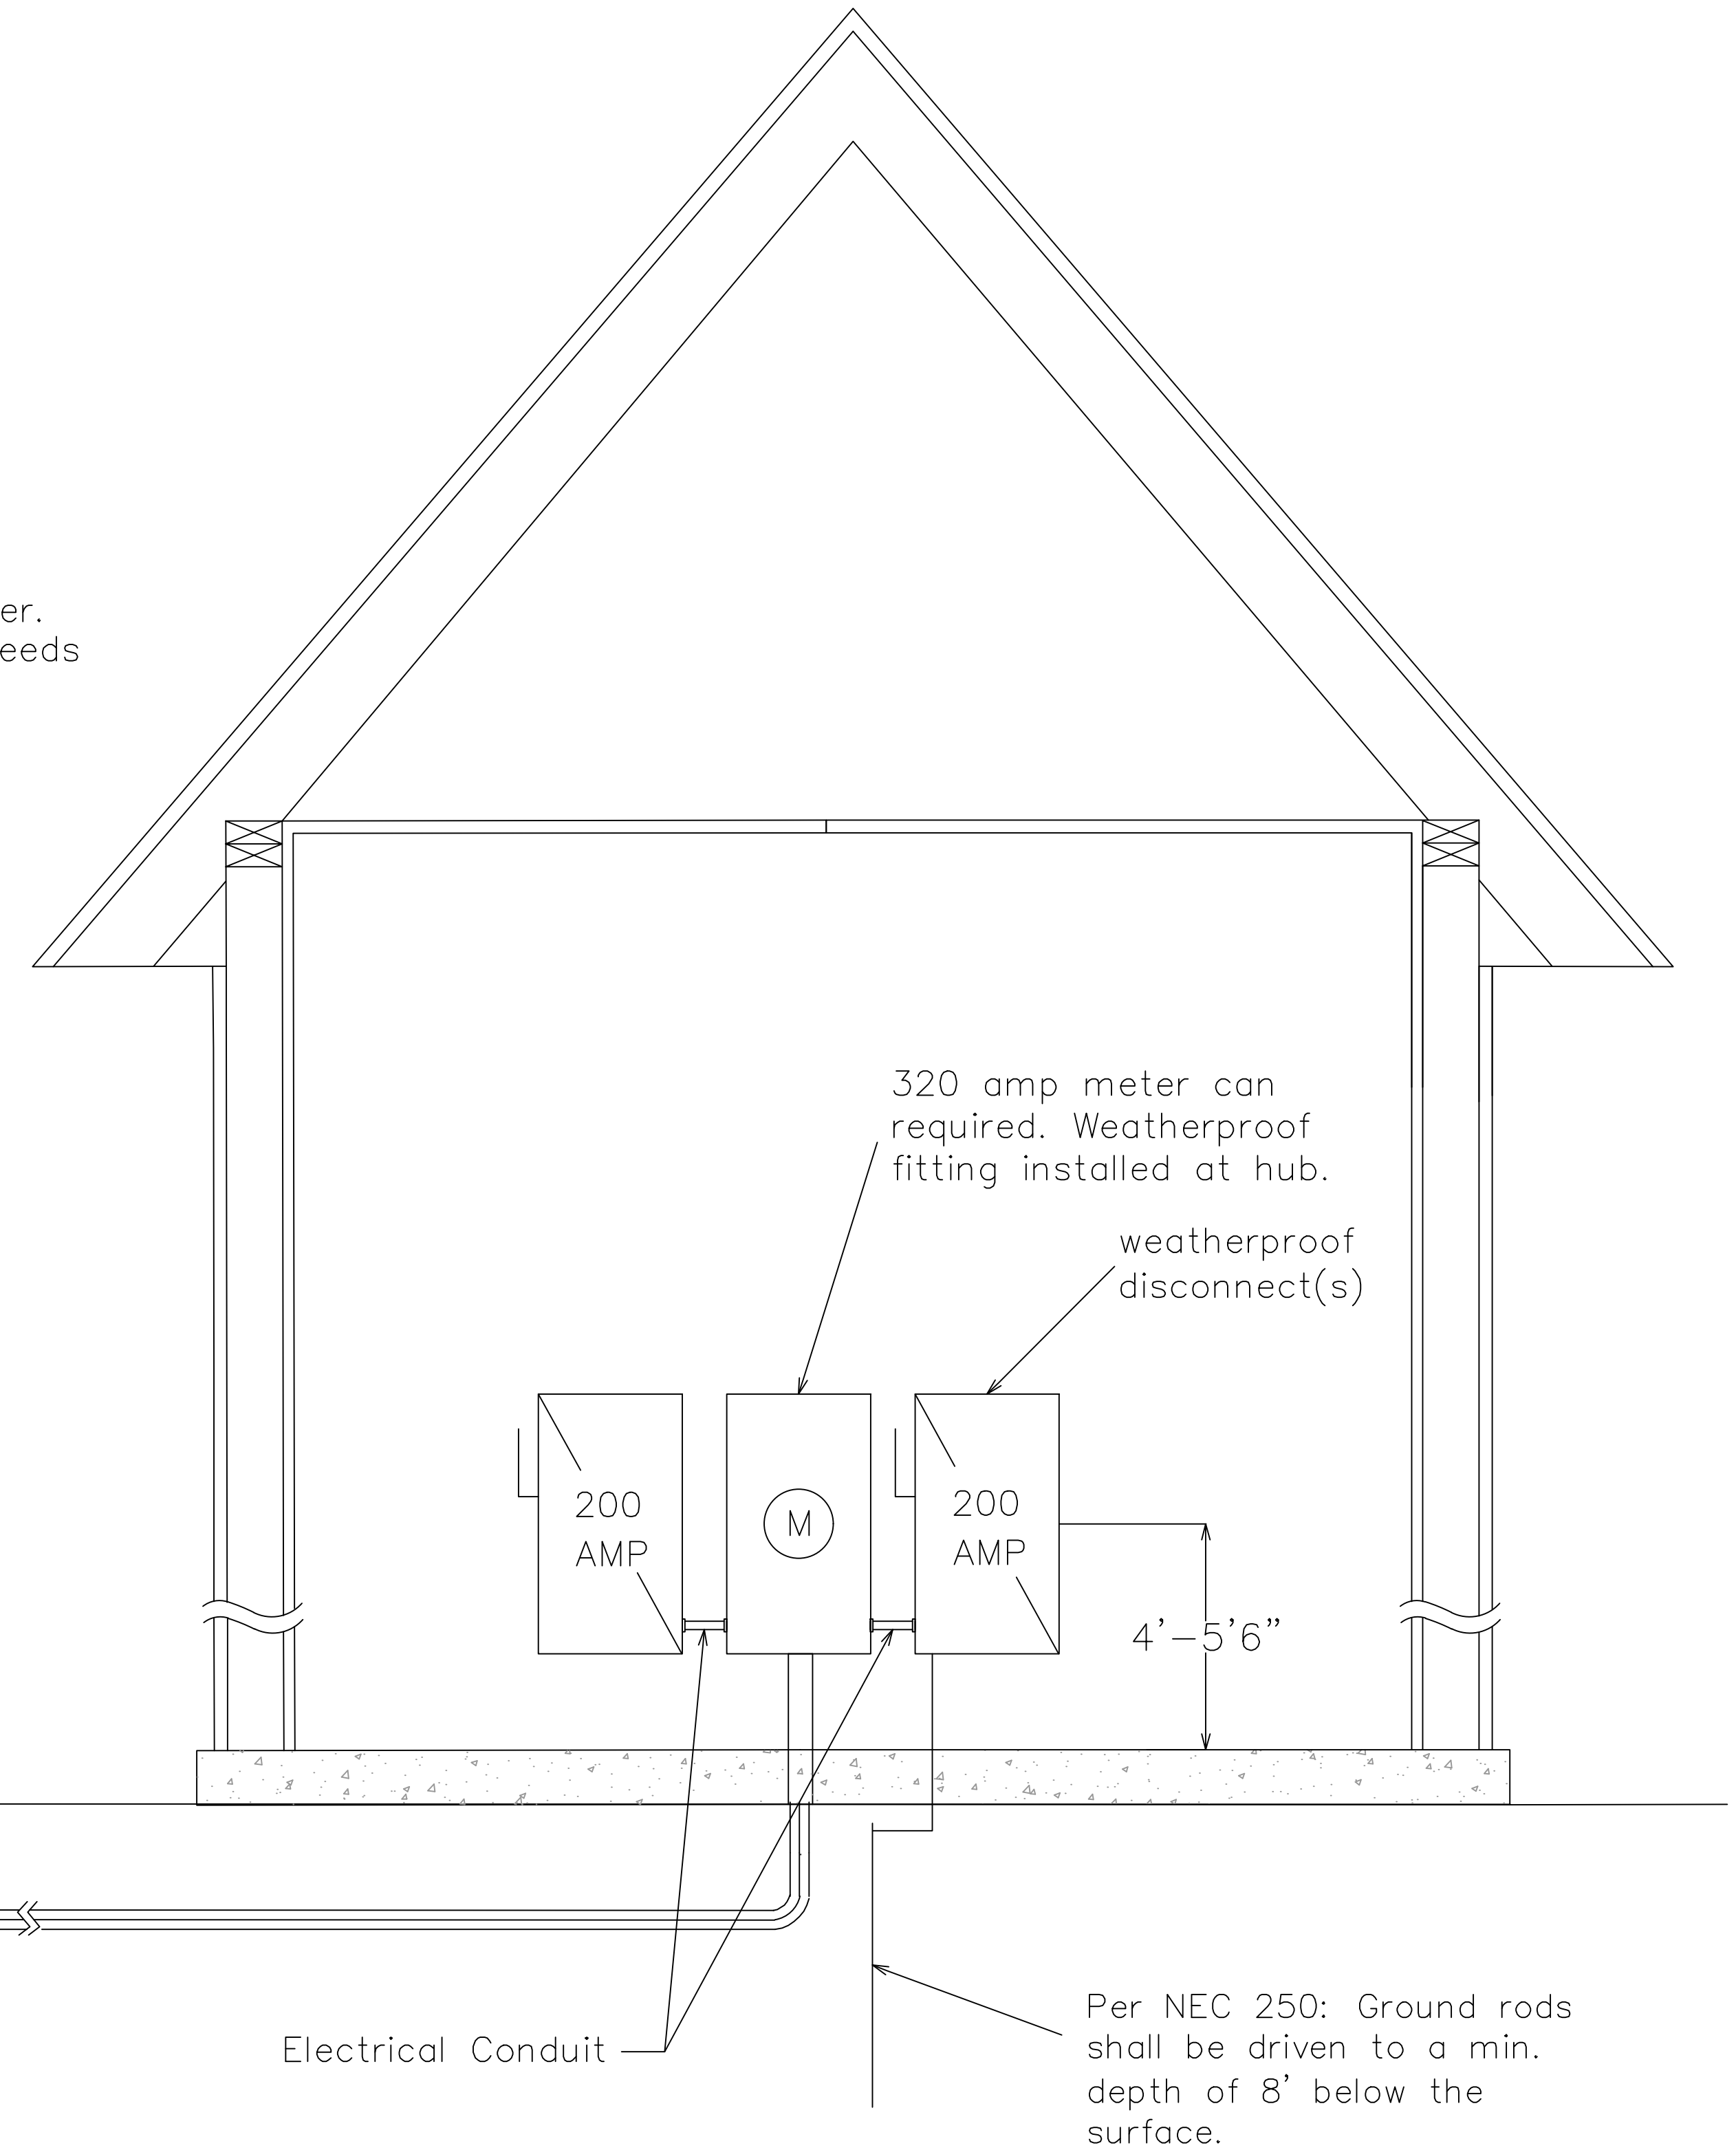 er.
eeds
320 amp meter can
required. Weatherproof
fitting installed at hub.
weatherproof
disconnect(s)
200
AMP
M
200
AMP
4'-5'6"
Electrical Conduit
Per NEC 250: Ground rods
shall be driven to a min.
depth of 8' below the
surface.